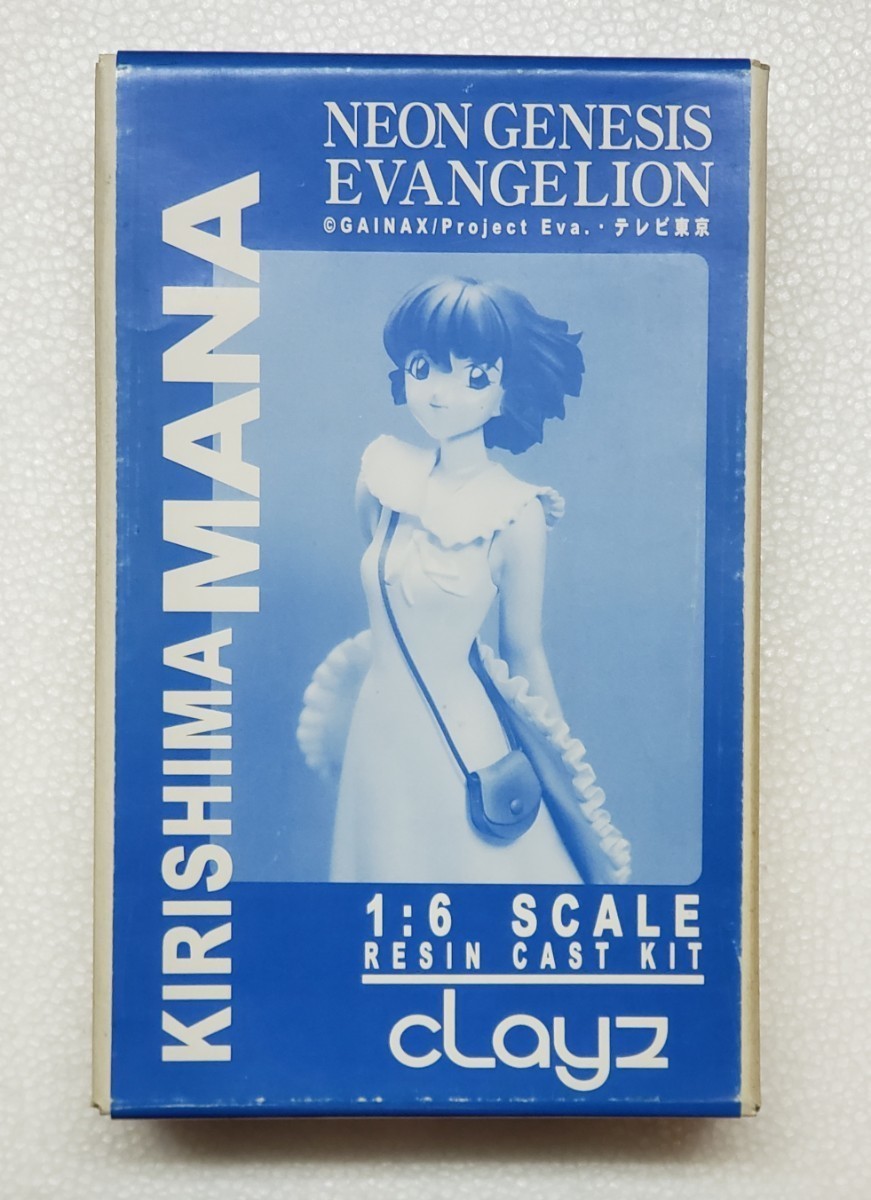 NEON GENESIS
EVANGELION
©GAINAX/Project Eva.・テレビ東京
KIRISHIMA MANA
1:6 SCALE
RESIN CAST KIT
clayz